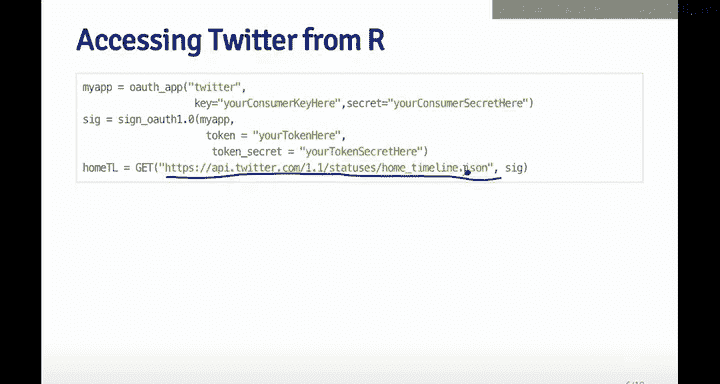 Accessing Twitter from R
myapp = oauth_app("twitter",
key="yourConsumerKeyHere",secret="yourConsumerSecretHere")
sig = sign_oauth1.0(myapp,
token = "yourTokenHere",
token_secret = "yourTokenSecretHere")
homeTL = GET("https://api.twitter.com/1.1/statuses/home_timeline.json", sig)